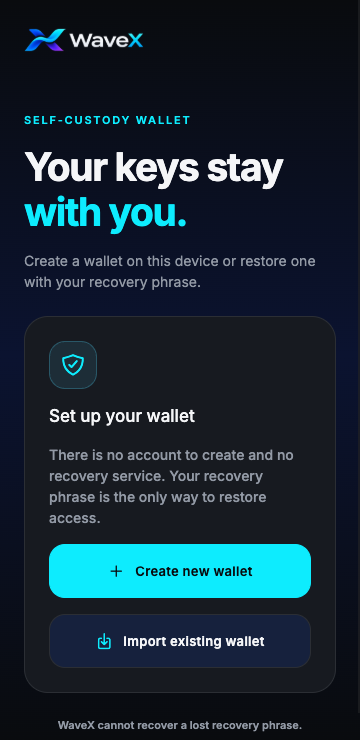 WaveX
SELF-CUSTODY WALLET
Your keys stay
with you.
Create a wallet on this device or restore one
with your recovery phrase.
Set up your wallet
There is no account to create and no
recovery service. Your recovery
phrase is the only way to restore
access.
Create new wallet
Import existing wallet
WaveX cannot recover a lost recovery phrase.